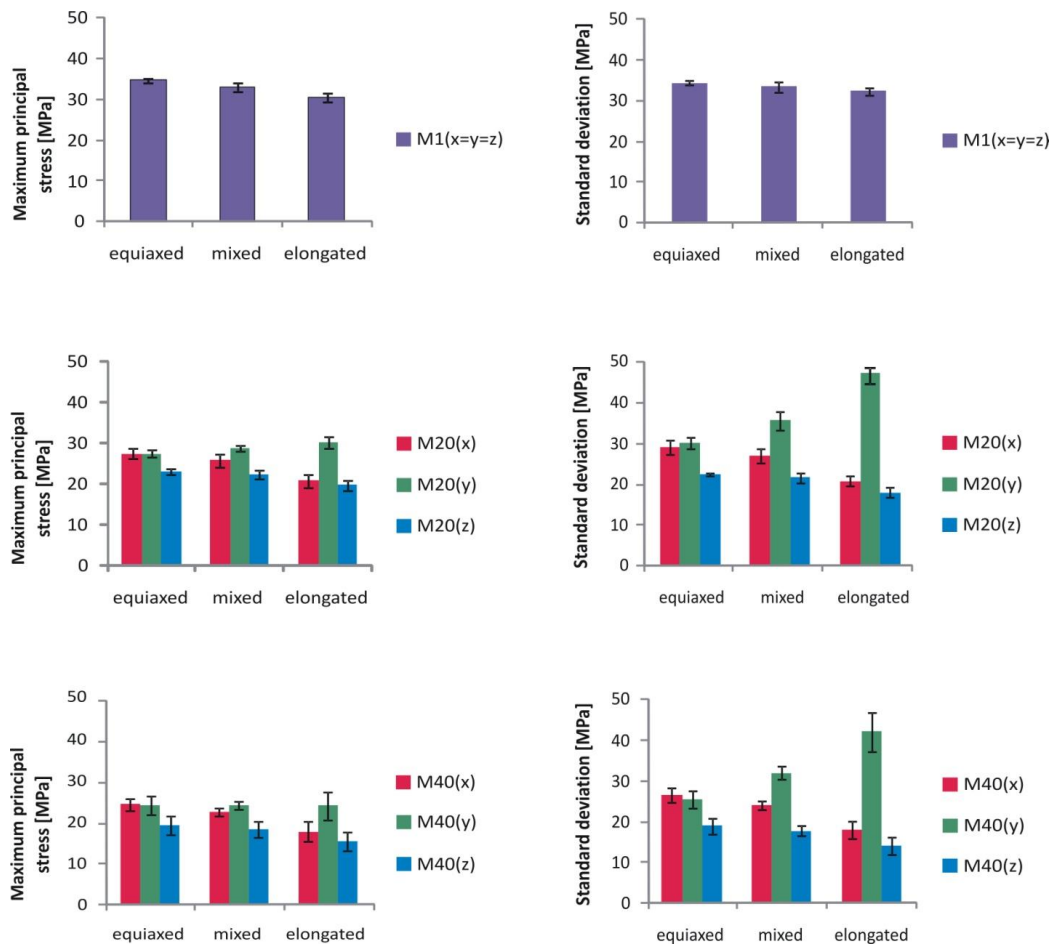 Maximum principal
stress [MPa]
50
40
30
20
10
0
equiaxed mixed elongated
M1(x=y=z)
Standard deviation [MPa]
50
40
30
20
10
0
equiaxed mixed elongated
M1(x=y=z)
Maximum principal
stress [MPa]
50
40
30
20
10
0
equiaxed mixed elongated
M20(x)
M20(y)
M20(z)
Standard deviation [MPa]
50
40
30
20
10
0
equiaxed mixed elongated
M20(x)
M20(y)
M20(z)
Maximum principal
stress [MPa]
50
40
30
20
10
0
equiaxed mixed elongated
M40(x)
M40(y)
M40(z)
Standard deviation [MPa]
50
40
30
20
10
0
equiaxed mixed elongated
M40(x)
M40(y)
M40(z)